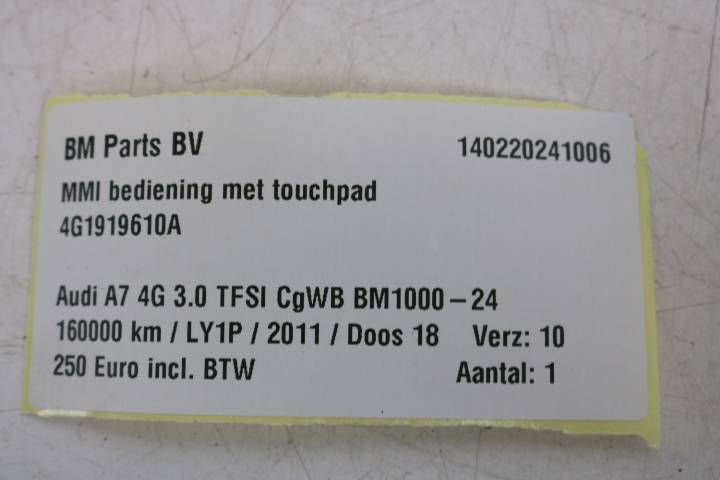 BM Parts BV 140220241006
MMI bediening met touchpad
4G1919610A
Audi A7 4G 3.0 TFSI CgWB BM1000-24
160000 km / LY1P / 2011 / Doos 18 Verz: 10
250 Euro incl. BTW Aantal: 1